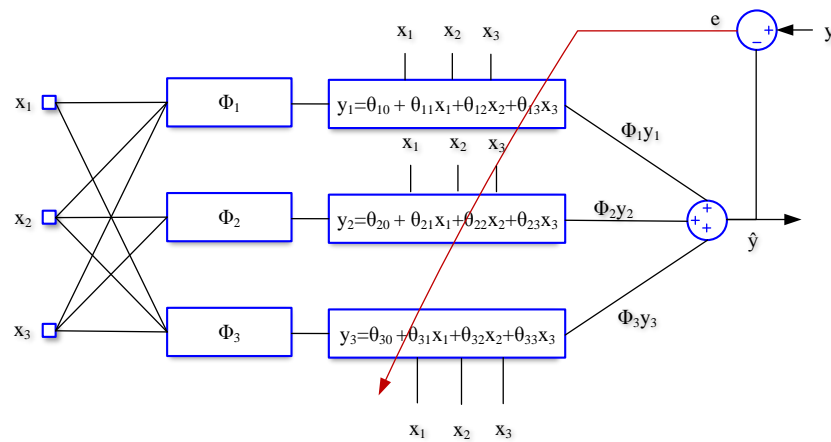 x₁ x₂ x₃ e y
+
−
x₁ Φ₁ y₁=θ₁₀ + θ₁₁x₁+θ₁₂x₂+θ₁₃x₃
Φ₁y₁
x₁ x₂ x₃
x₂ Φ₂ y₂=θ₂₀ + θ₂₁x₁+θ₂₂x₂+θ₂₃x₃ Φ₂y₂
+
+ +
ŷ
x₃ Φ₃ y₃=θ₃₀ +θ₃₁x₁+θ₃₂x₂+θ₃₃x₃ Φ₃y₃
x₁ x₂ x₃